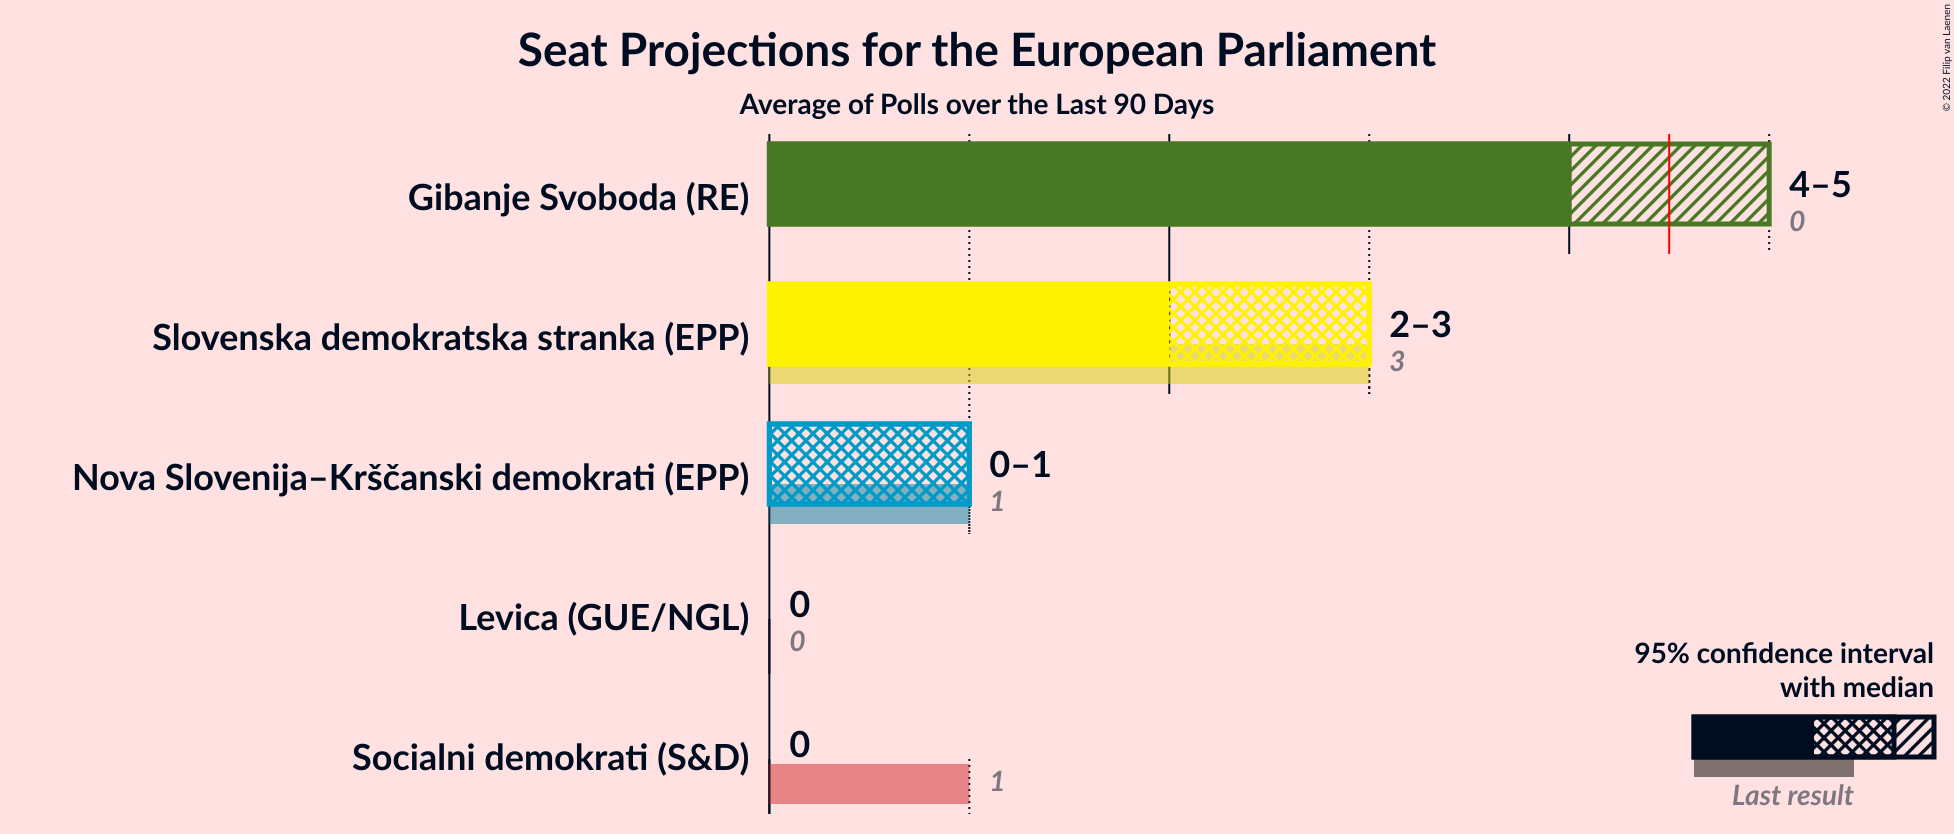 Seat Projections for the European Parliament
Average of Polls over the Last 90 Days
© 2022 Filip van Laenen
Gibanje Svoboda (RE)
4–5
0
Slovenska demokratska stranka (EPP)
2–3
3
Nova Slovenija–Krščanski demokrati (EPP)
0–1
1
Levica (GUE/NGL)
0
0
Socialni demokrati (S&D)
0
1
95% confidence interval
with median
Last result